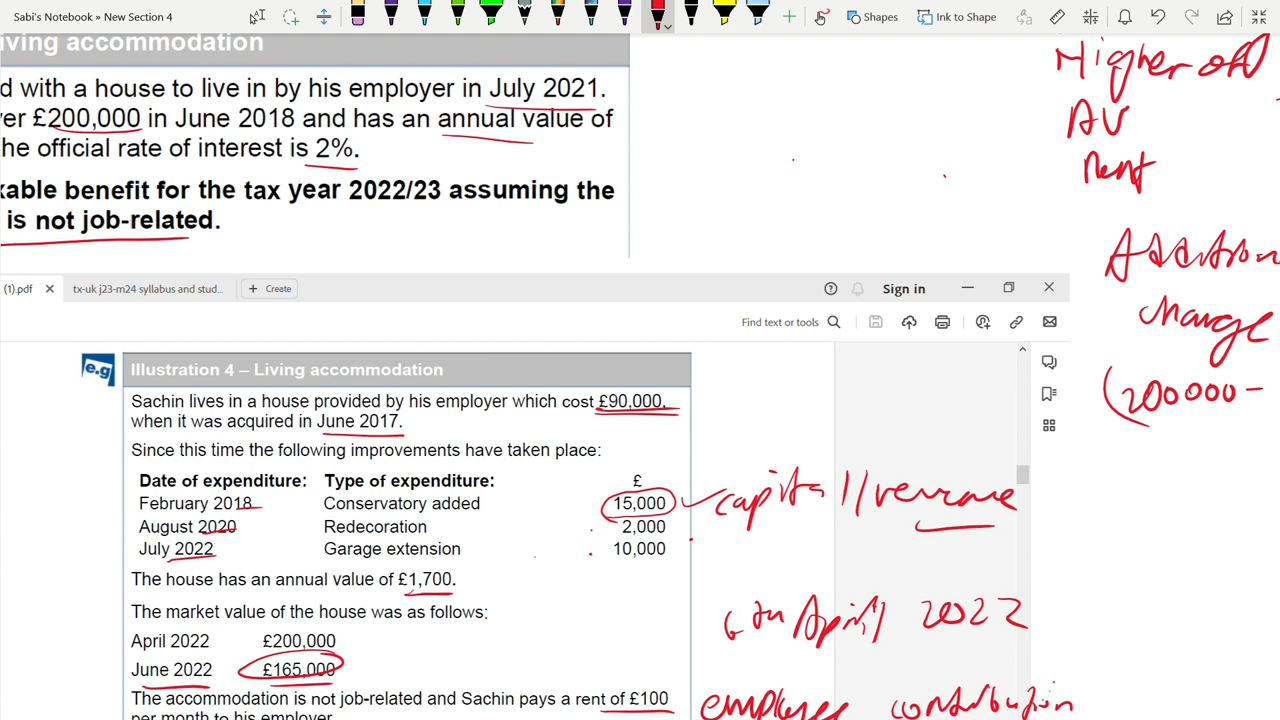 Sabi's Notebook » New Section 4
Shapes
Ink to Shape
iving accommodation
d with a house to live in by his employer in July 2021.
er £200,000 in June 2018 and has an annual value of
he official rate of interest is 2%.
xable benefit for the tax year 2022/23 assuming the
is not job-related.
Higher of
AV
Rent
Addition
charge
(200000-
(1).pdf
tx-uk j23-m24 syllabus and stud...
+ Create
Sign in
Find text or tools
e.g
Illustration 4 – Living accommodation
Sachin lives in a house provided by his employer which cost £90,000,
when it was acquired in June 2017.
Since this time the following improvements have taken place:
Date of expenditure: Type of expenditure: £
February 2018 Conservatory added 15,000
capital/revenue
August 2020 Redecoration 2,000
July 2022 Garage extension 10,000
The house has an annual value of £1,700.
The market value of the house was as follows:
6th April 2022
April 2022 £200,000
June 2022 £165,000
The accommodation is not job-related and Sachin pays a rent of £100
per month to his employer.
employee contribution